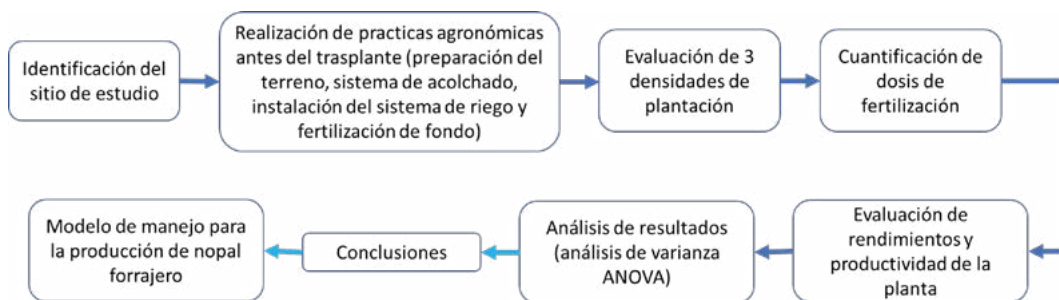 Identificación del
sitio de estudio
Realización de practicas agronómicas
antes del trasplante (preparación del
terreno, sistema de acolchado,
instalación del sistema de riego y
fertilización de fondo)
Evaluación de 3
densidades de
plantación
Cuantificación de
dosis de
fertilización
Evaluación de
rendimientos y
productividad de la
planta
Análisis de resultados
(análisis de varianza
ANOVA)
Conclusiones
Modelo de manejo para
la producción de nopal
forrajero